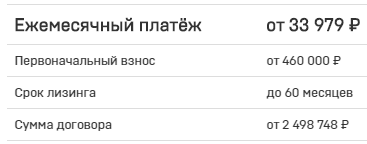 Ежемесячный платёж от 33 979 ₽
Первоначальный взнос от 460 000 ₽
Срок лизинга до 60 месяцев
Сумма договора от 2 498 748 ₽